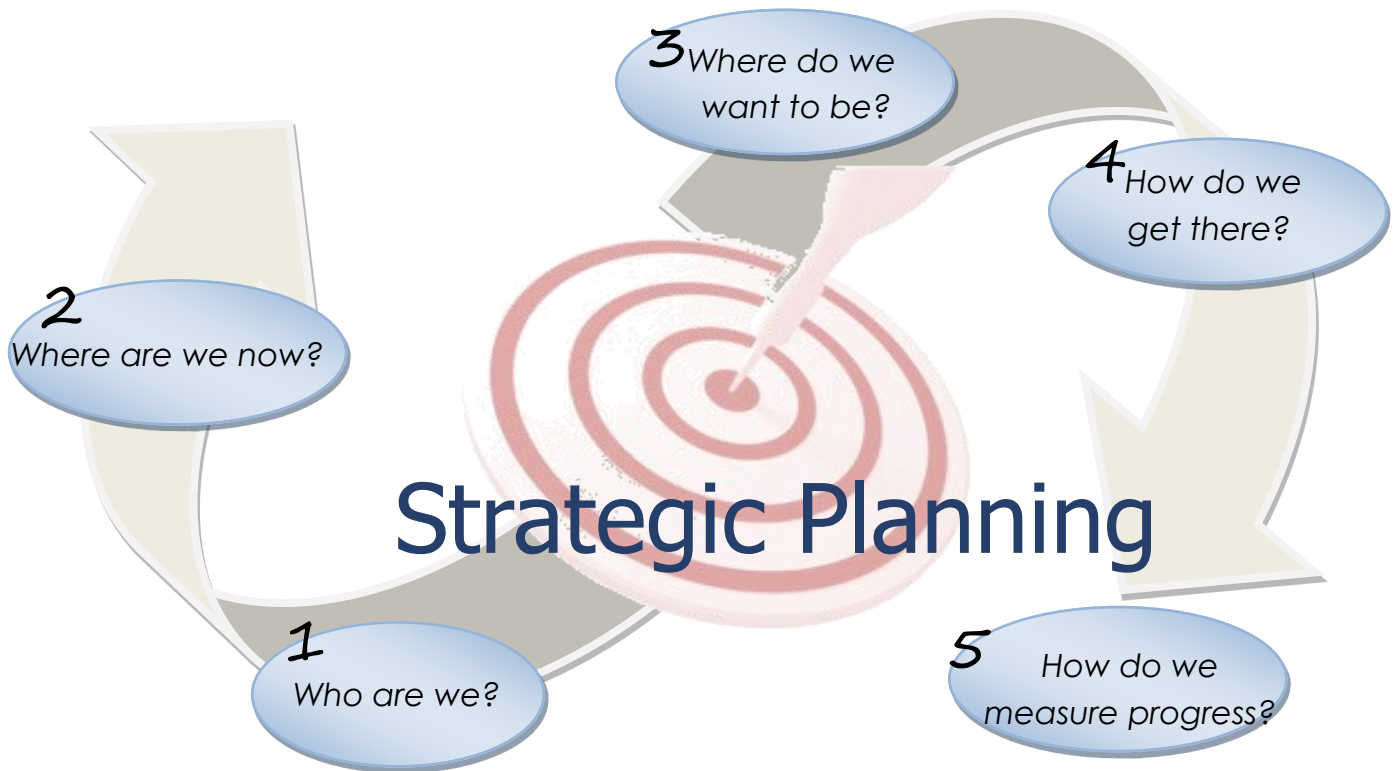 1
Who are we?
2
Where are we now?
3
Where do we
want to be?
4
How do we
get there?
5
How do we
measure progress?
Strategic Planning